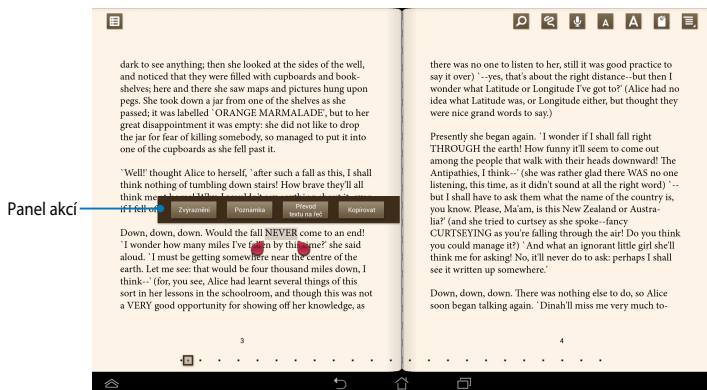 dark to see anything; then she looked at the sides of the well,
and noticed that they were filled with cupboards and book-
shelves; here and there she saw maps and pictures hung upon
pegs. She took down a jar from one of the shelves as she
passed; it was labelled `ORANGE MARMALADE', but to her
great disappointment it was empty: she did not like to drop
the jar for fear of killing somebody, so managed to put it into
one of the cupboards as she fell past it.
`Well!' thought Alice to herself, `after such a fall as this, I shall
think nothing of tumbling down stairs! How brave they'll all
think
if I fell of
Panel akcí
Zvýraznění
Poznámka
Převod
textu na řeč
Kopírovat
Down, down, down. Would the fall NEVER come to an end!
`I wonder how many miles I've fallen by this time?' she said
aloud. `I must be getting somewhere near the centre of the
earth. Let me see: that would be four thousand miles down, I
think--' (for, you see, Alice had learnt several things of this
sort in her lessons in the schoolroom, and though this was not
a VERY good opportunity for showing off her knowledge, as
3
A
A
there was no one to listen to her, still it was good practice to
say it over) `--yes, that's about the right distance--but then I
wonder what Latitude or Longitude I've got to?' (Alice had no
idea what Latitude was, or Longitude either, but thought they
were nice grand words to say.)
Presently she began again. `I wonder if I shall fall right
THROUGH the earth! How funny it'll seem to come out
among the people that walk with their heads downward! The
Antipathies, I think--' (she was rather glad there WAS no one
listening, this time, as it didn't sound at all the right word) `--
but I shall have to ask them what the name of the country is,
you know. Please, Ma'am, is this New Zealand or Austra-
lia?' (and she tried to curtsey as she spoke--fancy
CURTSEYING as you're falling through the air! Do you think
you could manage it?) `And what an ignorant little girl she'll
think me for asking! No, it'll never do to ask: perhaps I shall
see it written up somewhere.'
Down, down, down. There was nothing else to do, so Alice
soon began talking again. `Dinah'll miss me very much to-
4